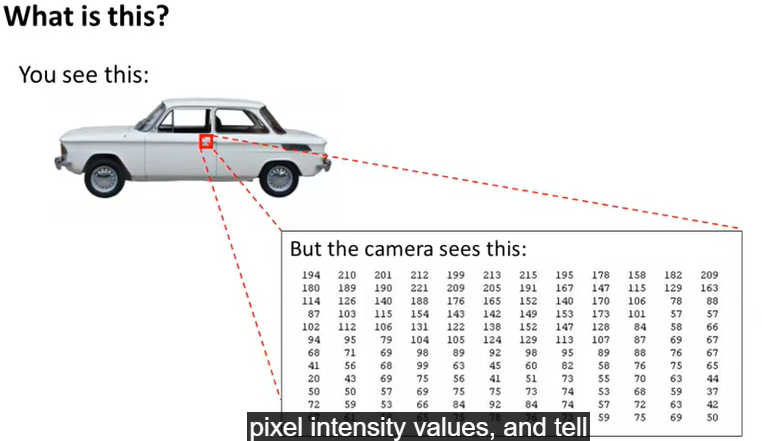 What is this?
You see this:
But the camera sees this:
194 210 201 212 199 213 215 195 178 158 182 209
180 189 190 221 209 205 191 167 147 115 129 163
114 126 140 188 176 165 152 140 170 106 78 88
87 103 115 154 143 142 149 153 173 101 57 57
102 112 106 131 122 138 152 147 128 84 58 66
94 95 79 104 105 124 129 113 107 87 69 67
68 71 69 98 89 92 98 95 89 88 76 67
41 56 68 99 63 45 60 82 58 76 75 65
20 43 69 75 56 41 51 73 55 70 63 44
50 50 57 69 75 75 73 74 53 68 59 37
72 59 53 66 84 92 84 74 57 72 63 42
59 75 69 50
pixel intensity values, and tell